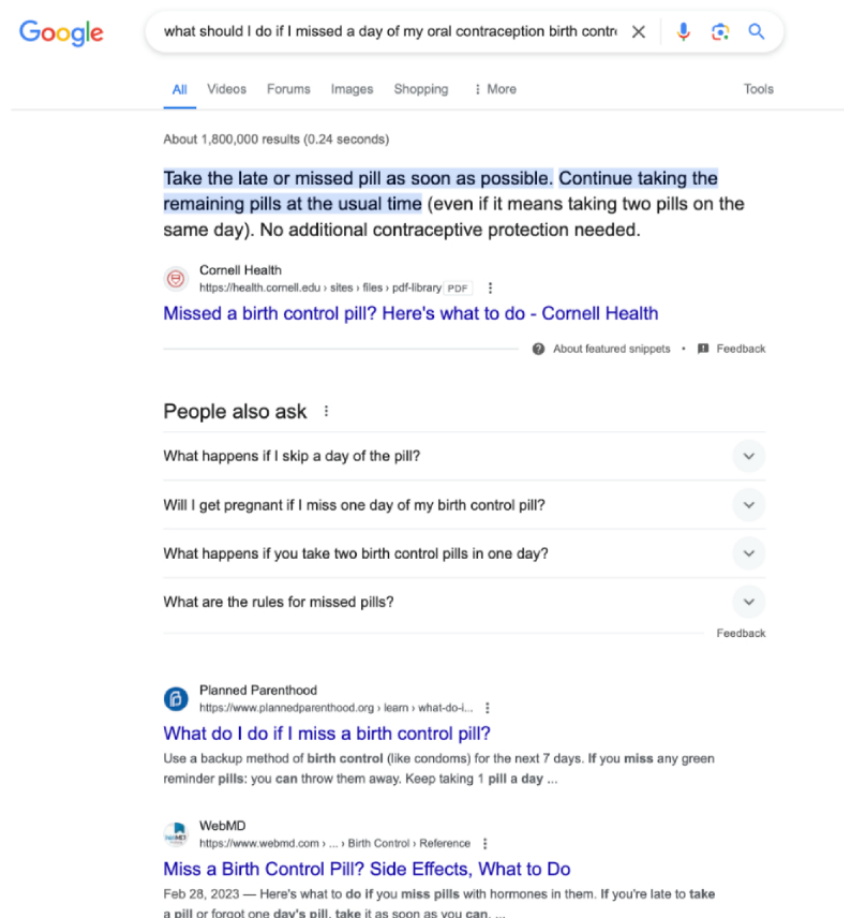 Google
what should I do if I missed a day of my oral contraception birth contr
All Videos Forums Images Shopping More Tools
About 1,800,000 results (0.24 seconds)
Take the late or missed pill as soon as possible. Continue taking the
remaining pills at the usual time (even if it means taking two pills on the
same day). No additional contraceptive protection needed.
Cornell Health
https://health.cornell.edu › sites › files › pdf-library PDF
Missed a birth control pill? Here's what to do - Cornell Health
About featured snippets • Feedback
People also ask
What happens if I skip a day of the pill?
Will I get pregnant if I miss one day of my birth control pill?
What happens if you take two birth control pills in one day?
What are the rules for missed pills?
Feedback
Planned Parenthood
https://www.plannedparenthood.org › learn › what-do-i...
What do I do if I miss a birth control pill?
Use a backup method of birth control (like condoms) for the next 7 days. If you miss any green
reminder pills: you can throw them away. Keep taking 1 pill a day ...
WebMD
https://www.webmd.com › ... › Birth Control › Reference
Miss a Birth Control Pill? Side Effects, What to Do
Feb 28, 2023 — Here's what to do if you miss pills with hormones in them. If you're late to take
a pill or forgot one day's pill, take it as soon as you can. ...